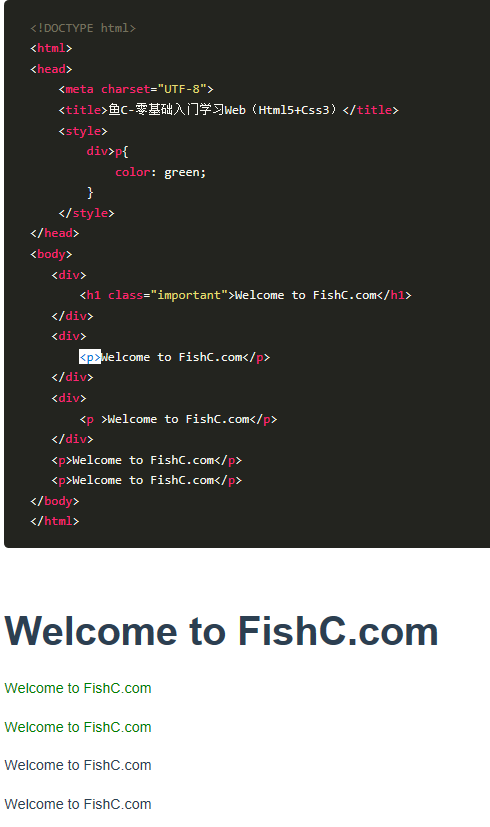 <!DOCTYPE html>
<html>
<head>
    <meta charset="UTF-8">
    <title>鱼C-零基础入门学习Web（Html5+Css3）</title>
    <style>
        div>p{
            color: green;
        }
    </style>
</head>
<body>
   <div>
       <h1 class="important">Welcome to FishC.com</h1>
   </div>
   <div>
       <p>Welcome to FishC.com</p>
   </div>
   <div>
       <p >Welcome to FishC.com</p>
   </div>
   <p>Welcome to FishC.com</p>
   <p>Welcome to FishC.com</p>
</body>
</html>
Welcome to FishC.com
Welcome to FishC.com
Welcome to FishC.com
Welcome to FishC.com
Welcome to FishC.com